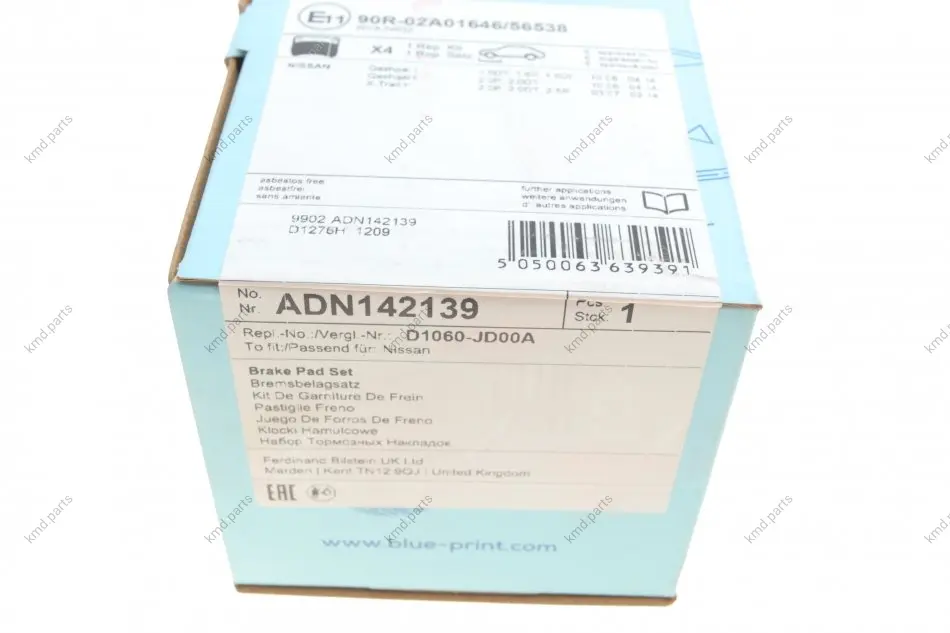 E11 90R-02A01646/56538
X4
NISSAN
asbestos free
asbestfrei
sans amiante
further applications
weitere anwendungen
d' autres applications
9902 ADN142139
D1276H 1209
5 050063 639391
No.
Nr. ADN142139
Pcs
Stck. 1
Repl.-No.:/Vergl.-Nr.: D1060-JD00A
To fit:/Passend für: Nissan
Brake Pad Set
Bremsbelagsatz
Kit De Garniture De Frein
Pastiglie Freno
Juego De Forros De Freno
Klocki Hamulcowe
Набор Тормозных Накладок
Ferdinand Bilstein UK Ltd
Marden | Kent TN12 9QJ | United Kingdom
EAC
www.blue-print.com
kmd.parts